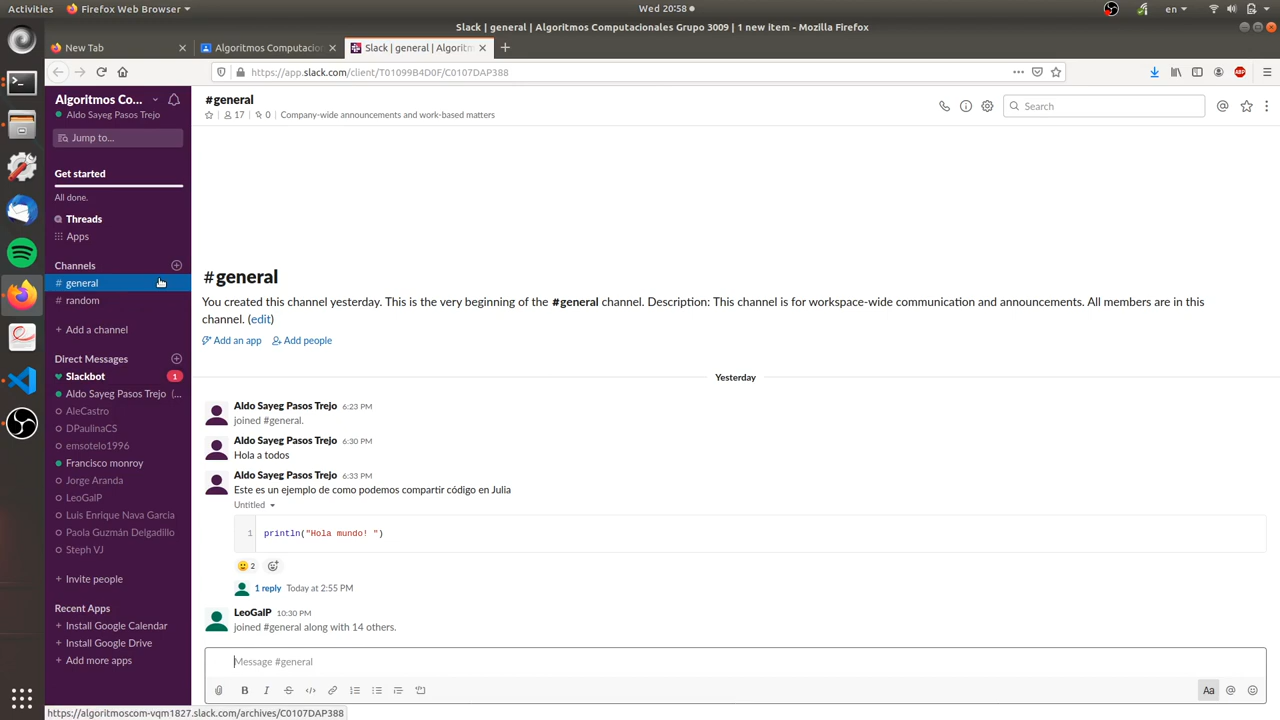 Activities
Firefox Web Browser
Wed 20:58
en
Slack | general | Algoritmos Computacionales Grupo 3009 | 1 new item - Mozilla Firefox
New Tab
Algoritmos Computacio
Slack | general | Algoritm
https://app.slack.com/client/T01099B4D0F/C0107DAP388
ABP
Algoritmos Co...
Aldo Sayeg Pasos Trejo
Jump to...
Get started
All done.
Threads
Apps
Channels
# general
# random
+ Add a channel
Direct Messages
Slackbot
1
Aldo Sayeg Pasos Trejo (...
AleCastro
DPaulinaCS
emsotelo1996
Francisco monroy
Jorge Aranda
LeoGalP
Luis Enrique Nava Garcia
Paola Guzmán Delgadillo
Steph VJ
+ Invite people
Recent Apps
+ Install Google Calendar
+ Install Google Drive
+ Add more apps
#general
17
0
Company-wide announcements and work-based matters
Search
#general
You created this channel yesterday. This is the very beginning of the #general channel. Description: This channel is for workspace-wide communication and announcements. All members are in this
channel. (edit)
Add an app
Add people
Yesterday
Aldo Sayeg Pasos Trejo 6:23 PM
joined #general.
Aldo Sayeg Pasos Trejo 6:30 PM
Hola a todos
Aldo Sayeg Pasos Trejo 6:33 PM
Este es un ejemplo de como podemos compartir código en Julia
Untitled
1 println("Hola mundo! ")
2
1 reply Today at 2:55 PM
LeoGalP 10:30 PM
joined #general along with 14 others.
Message #general
B I S
Aa
https://algoritmoscom-vqm1827.slack.com/archives/C0107DAP388